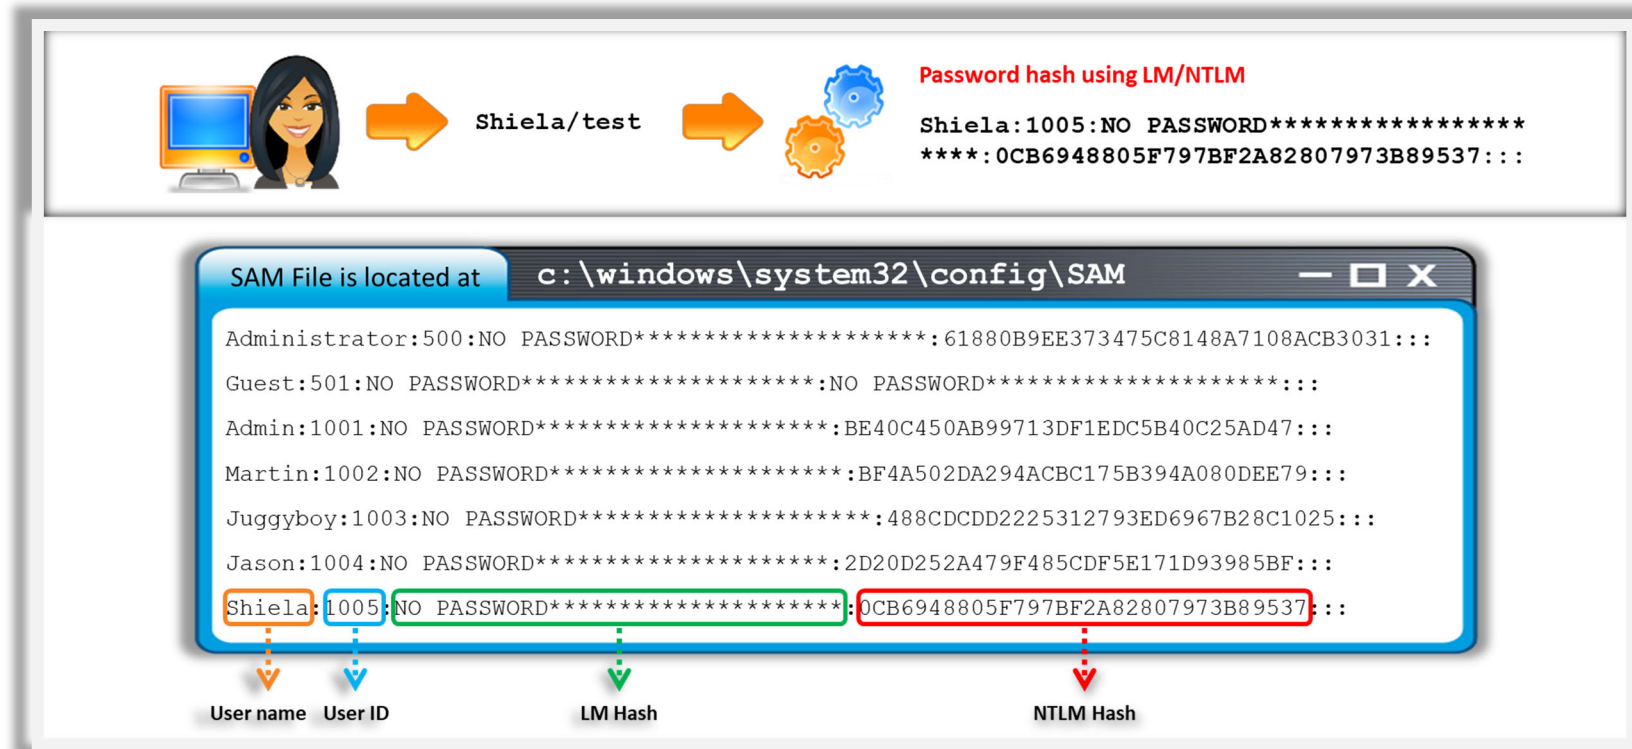 Password hash using LM/NTLM
Shiela/test
Shiela:1005:NO PASSWORD*****************
****:0CB6948805F797BF2A82807973B89537:::
SAM File is located at c:\windows\system32\config\SAM
Administrator:500:NO PASSWORD*********************:61880B9EE373475C8148A7108ACB3031:::
Guest:501:NO PASSWORD*********************:NO PASSWORD*********************:::
Admin:1001:NO PASSWORD*********************:BE40C450AB99713DF1EDC5B40C25AD47:::
Martin:1002:NO PASSWORD*********************:BF4A502DA294ACBC175B394A080DEE79:::
Juggyboy:1003:NO PASSWORD*********************:488CDCDD2225312793ED6967B28C1025:::
Jason:1004:NO PASSWORD*********************:2D20D252A479F485CDF5E171D93985BF:::
Shiela:1005:NO PASSWORD*********************:0CB6948805F797BF2A82807973B89537:::
User name User ID LM Hash NTLM Hash